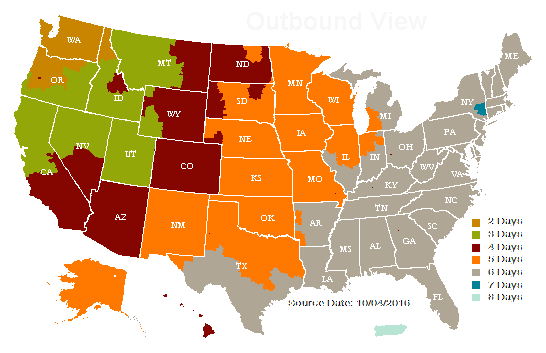 Outbound View
WA
OR
MT
ND
ID
SD
MN
WI
WY
NE
IA
NV
UT
CA
CO
KS
MO
IL
IN
MI
OH
PA
NY
ME
WV
VA
KY
TN
NC
SC
AZ
NM
OK
AR
TX
LA
MS
AL
GA
FL
2 Days
3 Days
4 Days
5 Days
6 Days
7 Days
8 Days
Source Date: 10/04/2016